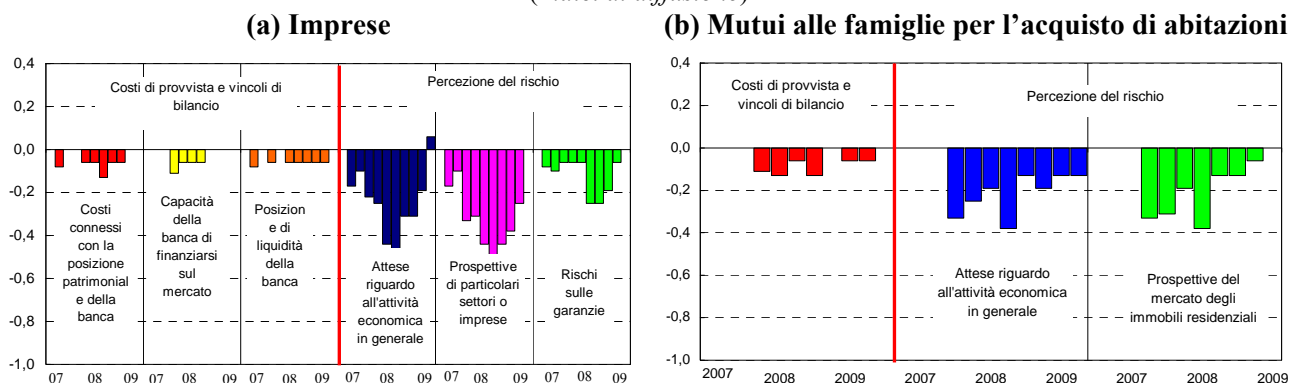 (a) Imprese
0,4
0,2
0,0
-0,2
-0,4
-0,6
-0,8
-1,0
Costi di provvista e vincoli di
bilancio
Percezione del rischio
Costi
connessi
con la
posizione
patrimonial
e della
banca
Capacità
della
banca di
finanziarsi
sul
mercato
Posizion
e di
liquidità
della
banca
Attese
riguardo
all'attività
economica
in generale
Prospettive
di particolari
settori o
imprese
Rischi
sulle
garanzie
07 08 09 07 08 09 07 08 09 07 08 09 07 08 09 07 08 09
(b) Mutui alle famiglie per l’acquisto di abitazioni
0,4
0,2
0,0
-0,2
-0,4
-0,6
-0,8
-1,0
Costi di provvista e
vincoli di bilancio
Percezione del rischio
Attese riguardo
all'attività economica
in generale
Prospettive del
mercato degli
immobili residenziali
2007 2008 2009 2007 2008 2009 2007 2008 2009